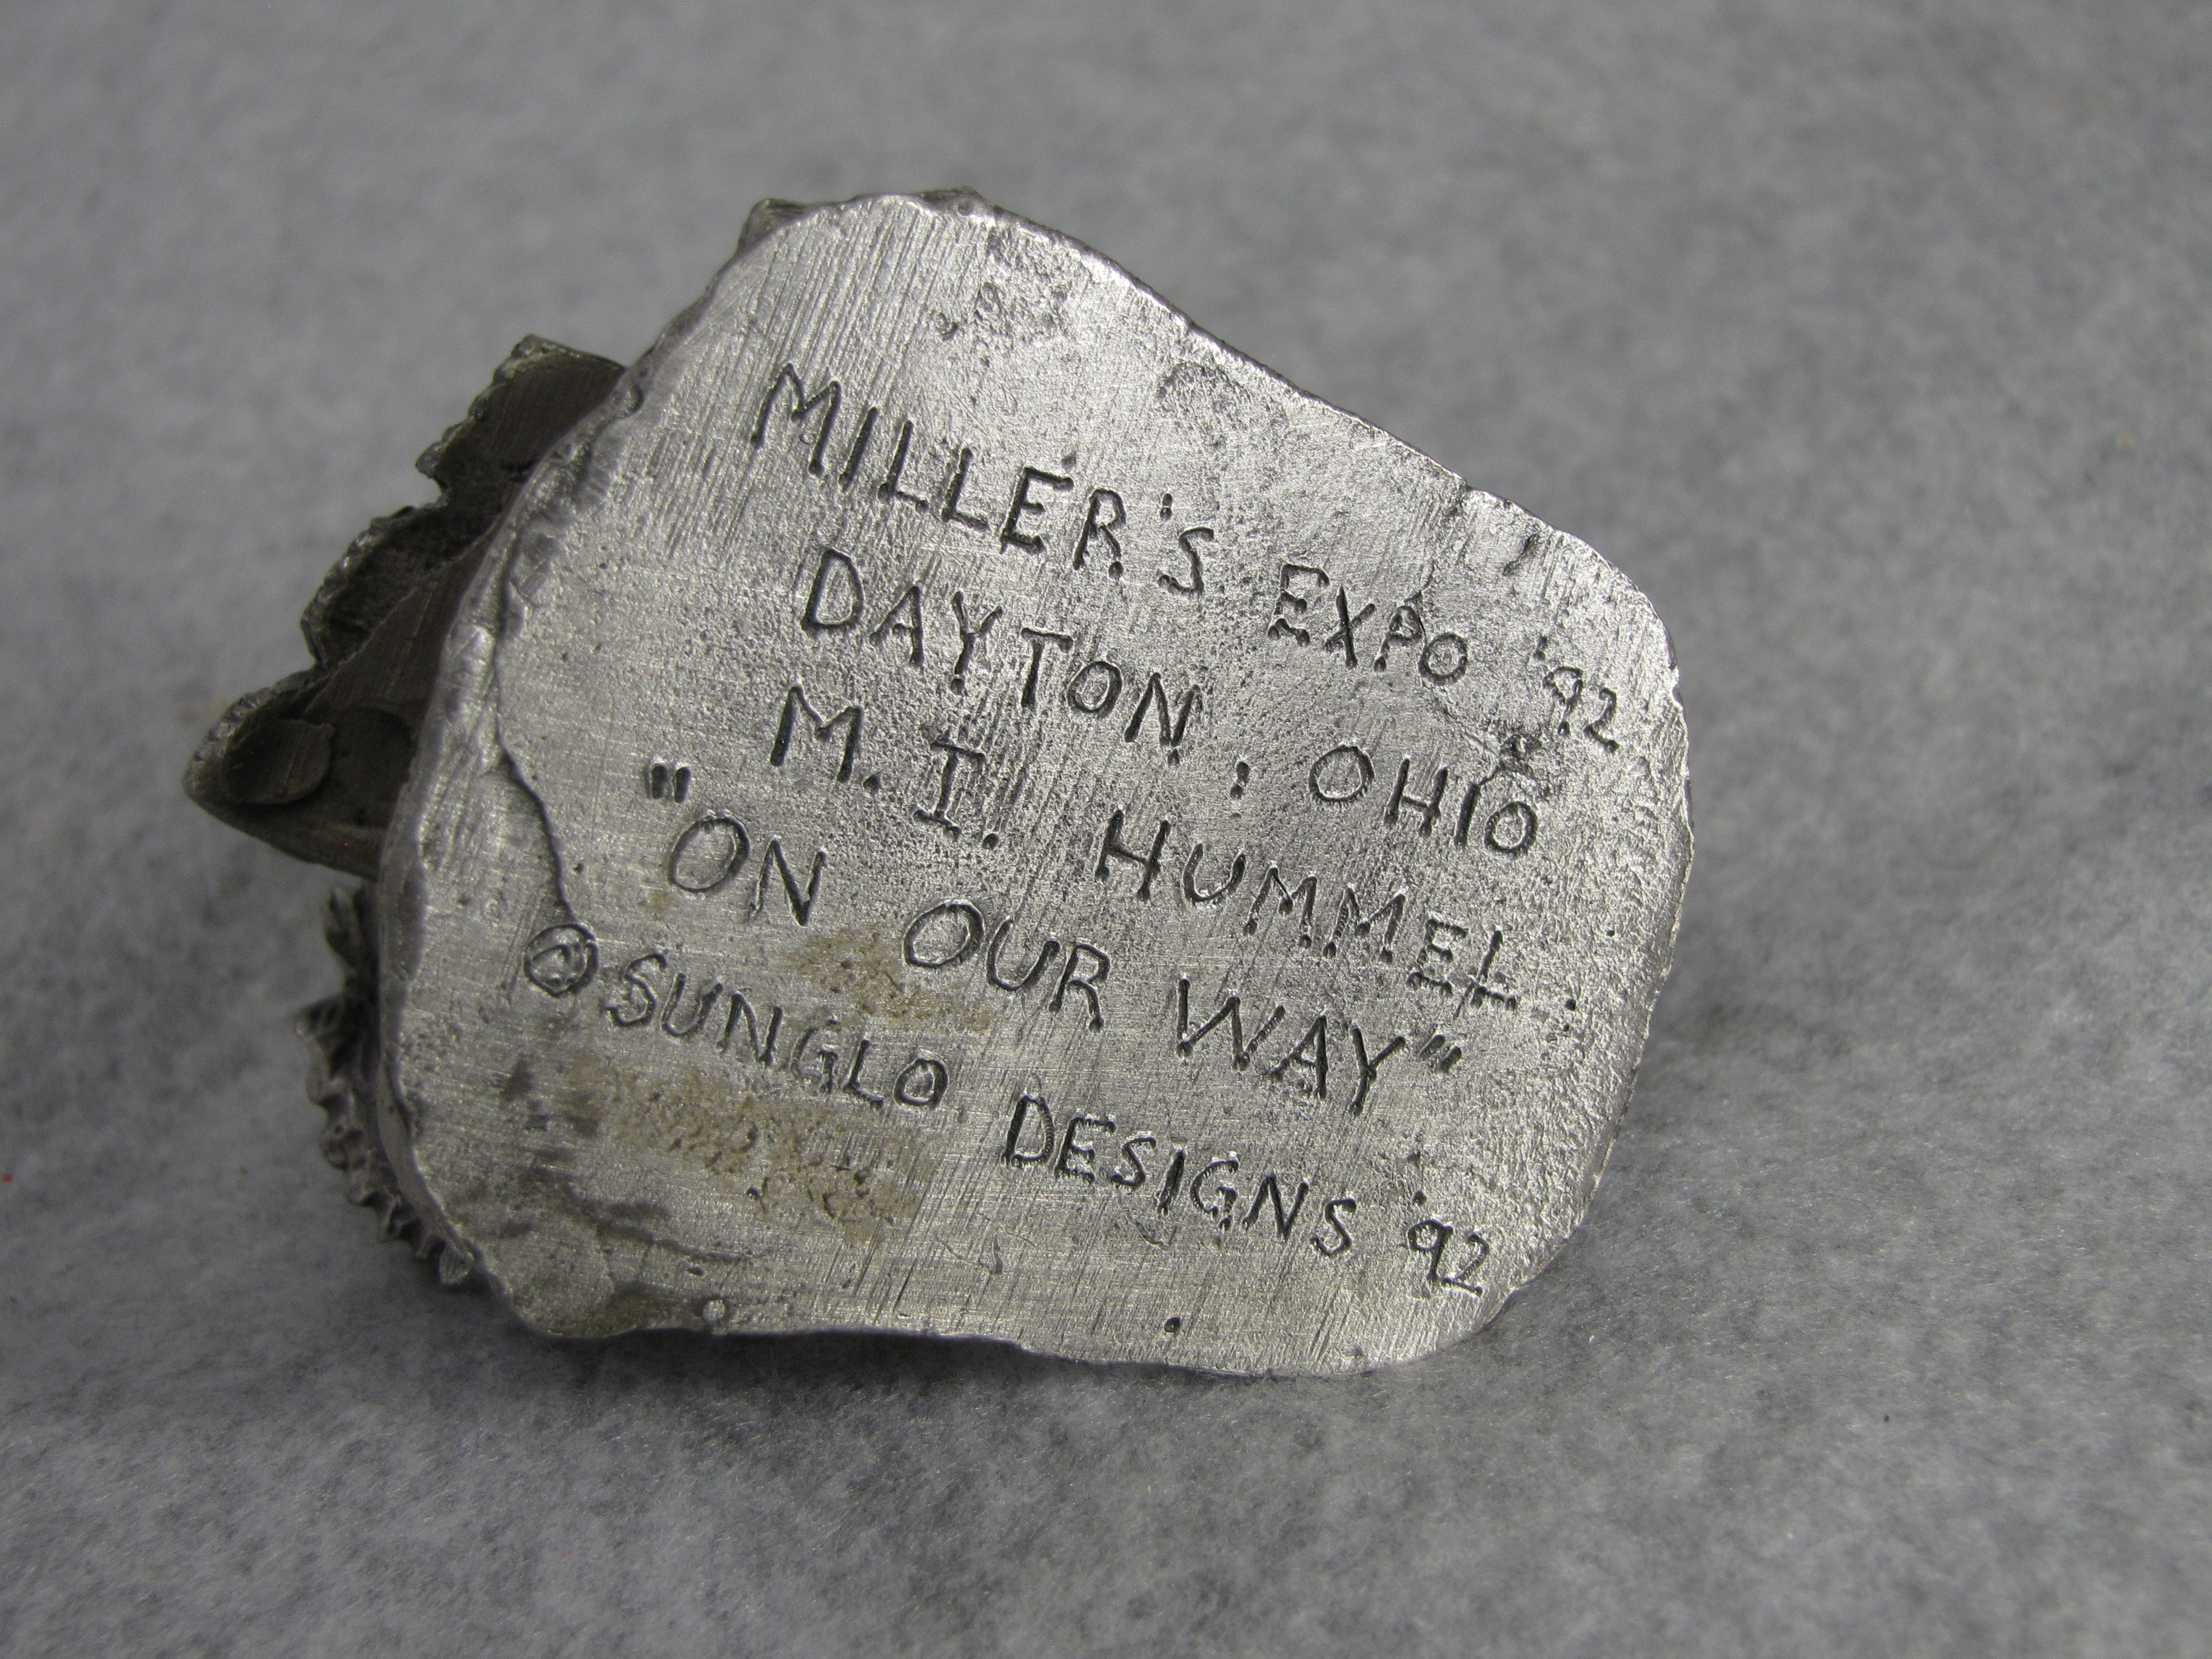 MILLER'S EXPO '92
DAYTON, OHIO
M. I. HUMMEL
"ON OUR WAY"
© SUNGLO DESIGNS '92